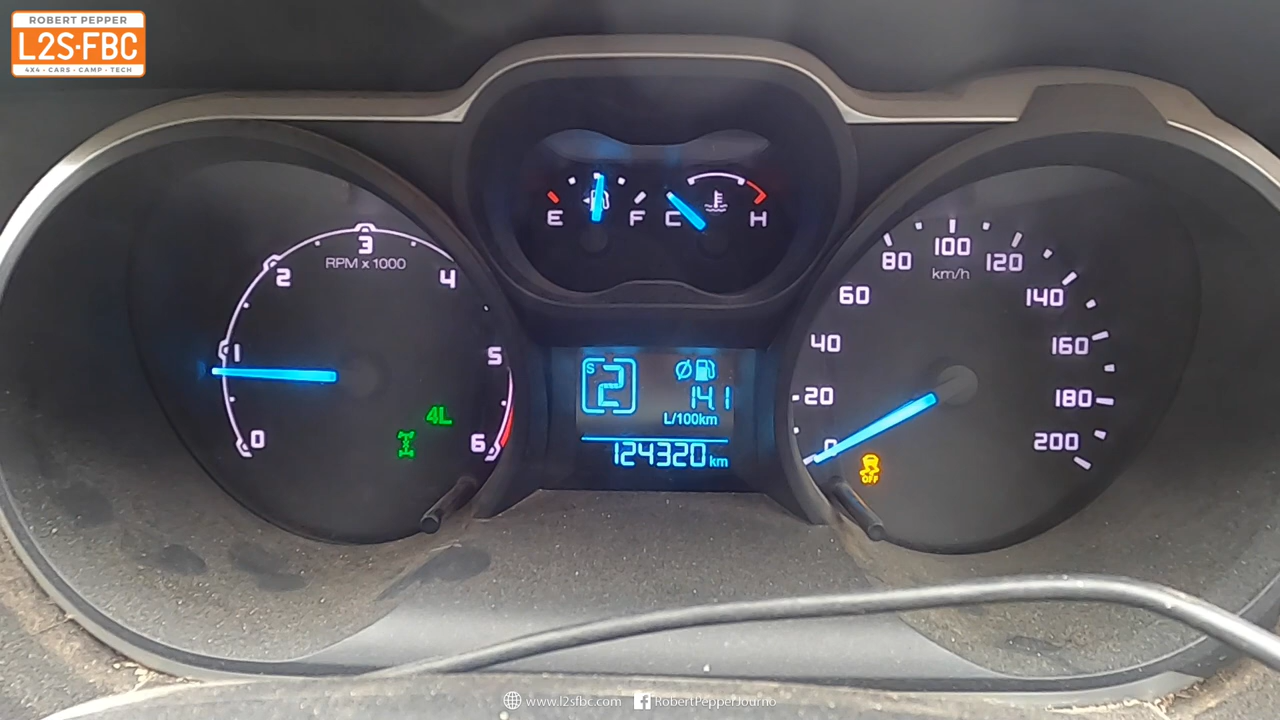 ROBERT PEPPER
L2S·FBC
4X4 - CARS - CAMP - TECH
E F C H
0 1 2 3 4 5 6
RPM x 1000
4L
S 2
14.1
L/100km
124320 km
0 20 40 60 80 100 120 140 160 180 200
km/h
OFF
www.l2sfbc.com RobertPepperJourno